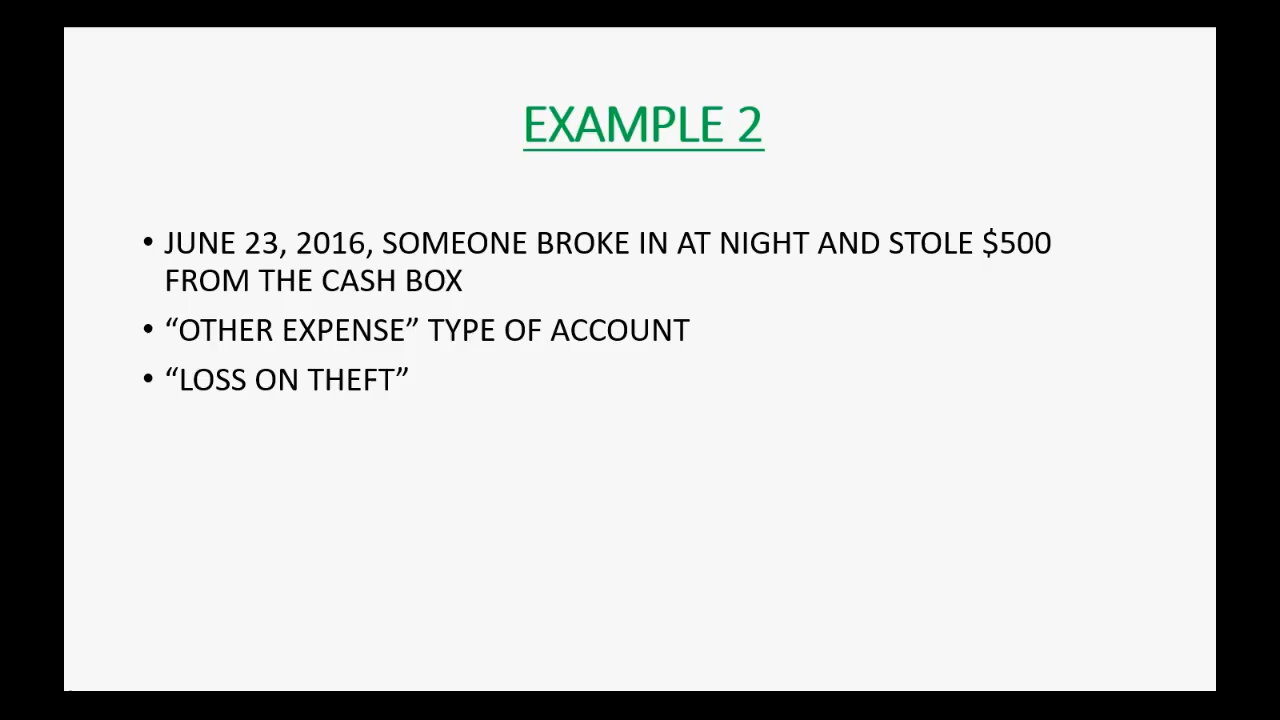 EXAMPLE 2
• JUNE 23, 2016, SOMEONE BROKE IN AT NIGHT AND STOLE $500
FROM THE CASH BOX
• “OTHER EXPENSE” TYPE OF ACCOUNT
• “LOSS ON THEFT”